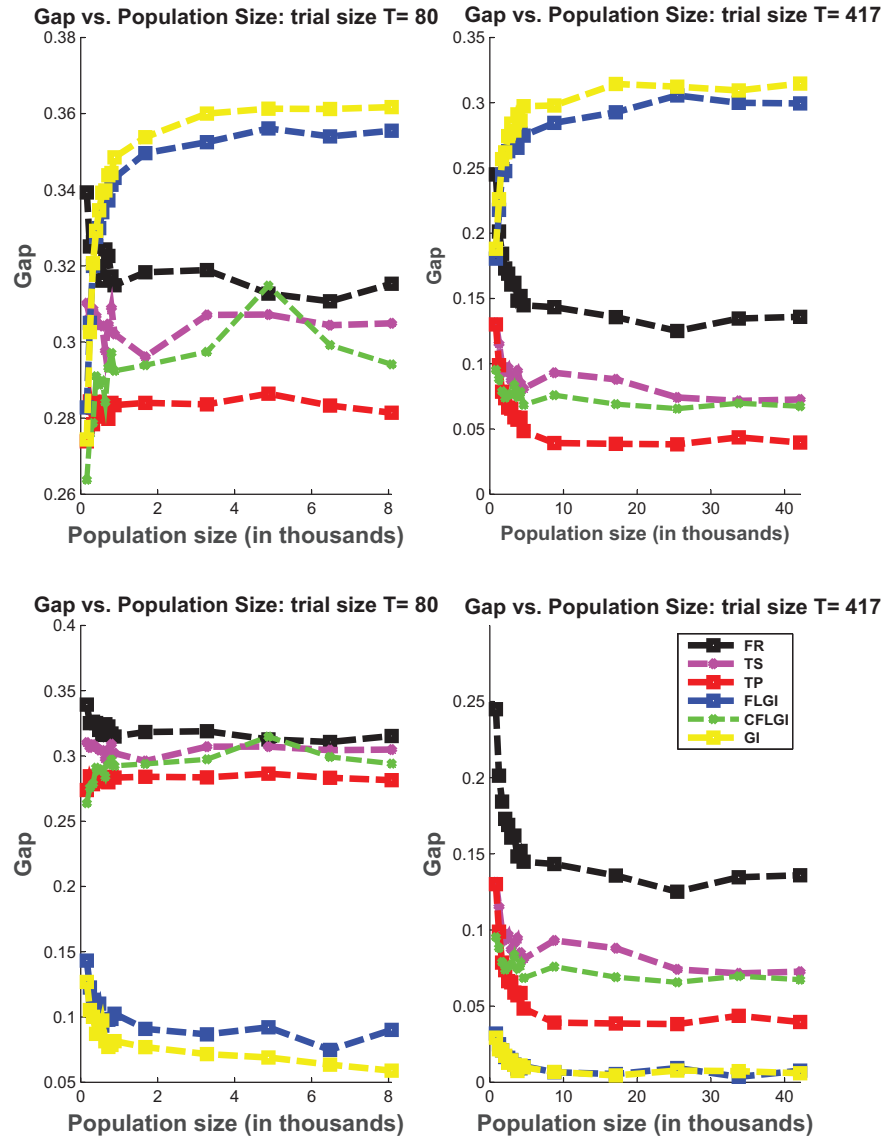 Gap vs. Population Size: trial size T= 80
0.38
0.36
0.34
0.32
0.3
0.28
0.26
Gap
0 2 4 6 8
Population size (in thousands)
Gap vs. Population Size: trial size T= 417
0.35
0.3
0.25
0.2
0.15
0.1
0.05
0
Gap
0 10 20 30 40
Population size (in thousands)
Gap vs. Population Size: trial size T= 80
0.4
0.35
0.3
0.25
0.2
0.15
0.1
0.05
Gap
0 2 4 6 8
Population size (in thousands)
Gap vs. Population Size: trial size T= 417
0.25
0.2
0.15
0.1
0.05
0
Gap
0 10 20 30 40
Population size (in thousands)
FR
TS
TP
FLGI
CFLGI
GI